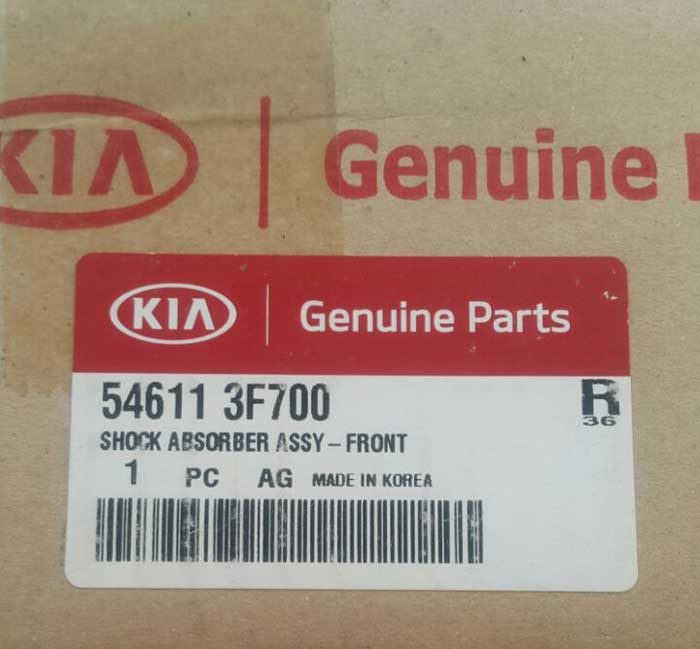 KIA Genuine
KIA Genuine Parts
54611 3F700
R
36
SHOCK ABSORBER ASSY – FRONT
1 PC AG MADE IN KOREA